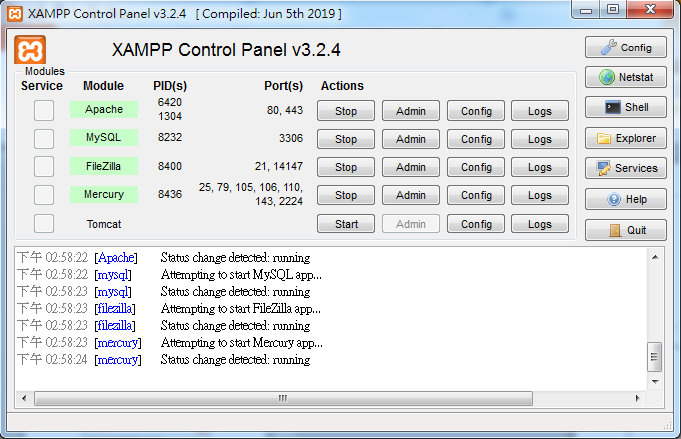 XAMPP Control Panel v3.2.4 [ Compiled: Jun 5th 2019 ]
XAMPP Control Panel v3.2.4
Config
Modules
Service Module PID(s) Port(s) Actions
Netstat
Apache 6420 1304 80, 443 Stop Admin Config Logs
Shell
MySQL 8232 3306 Stop Admin Config Logs
Explorer
FileZilla 8400 21, 14147 Stop Admin Config Logs
Services
Mercury 8436 25, 79, 105, 106, 110, 143, 2224 Stop Admin Config Logs
Help
Tomcat Start Admin Config Logs
Quit
下午 02:58:22 [Apache] Status change detected: running
下午 02:58:22 [mysql] Attempting to start MySQL app...
下午 02:58:23 [mysql] Status change detected: running
下午 02:58:23 [filezilla] Attempting to start FileZilla app...
下午 02:58:23 [filezilla] Status change detected: running
下午 02:58:23 [mercury] Attempting to start Mercury app...
下午 02:58:24 [mercury] Status change detected: running